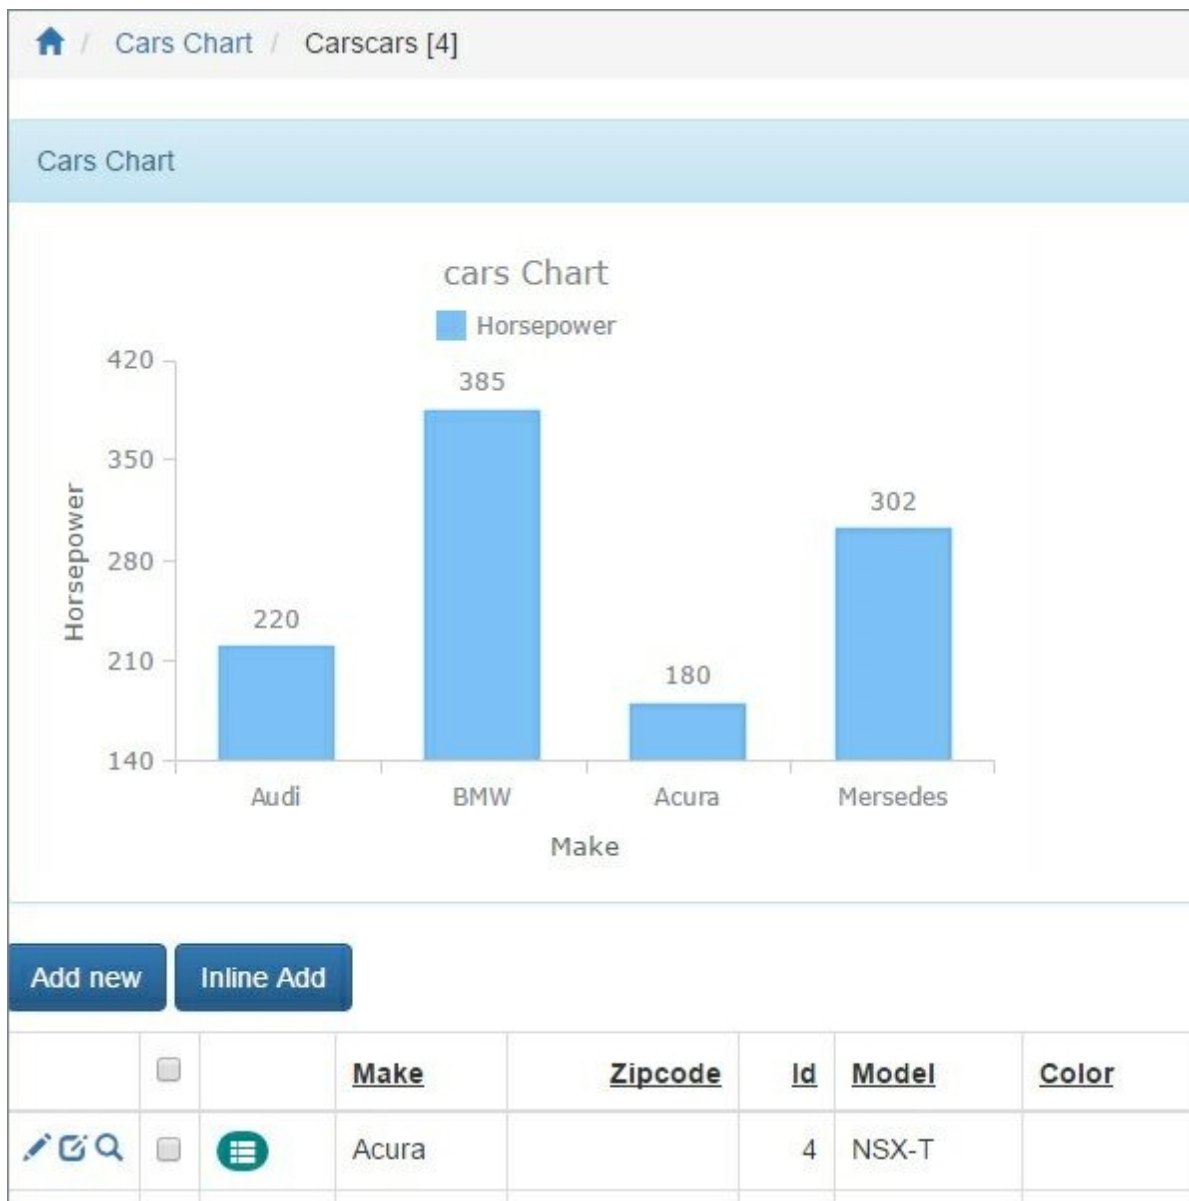 / Cars Chart / Carscars [4]
Cars Chart
cars Chart
Horsepower
420
350
280
210
140
Horsepower
220
385
180
302
Audi BMW Acura Mersedes
Make
Add new Inline Add
Make Zipcode Id Model Color
Acura 4 NSX-T